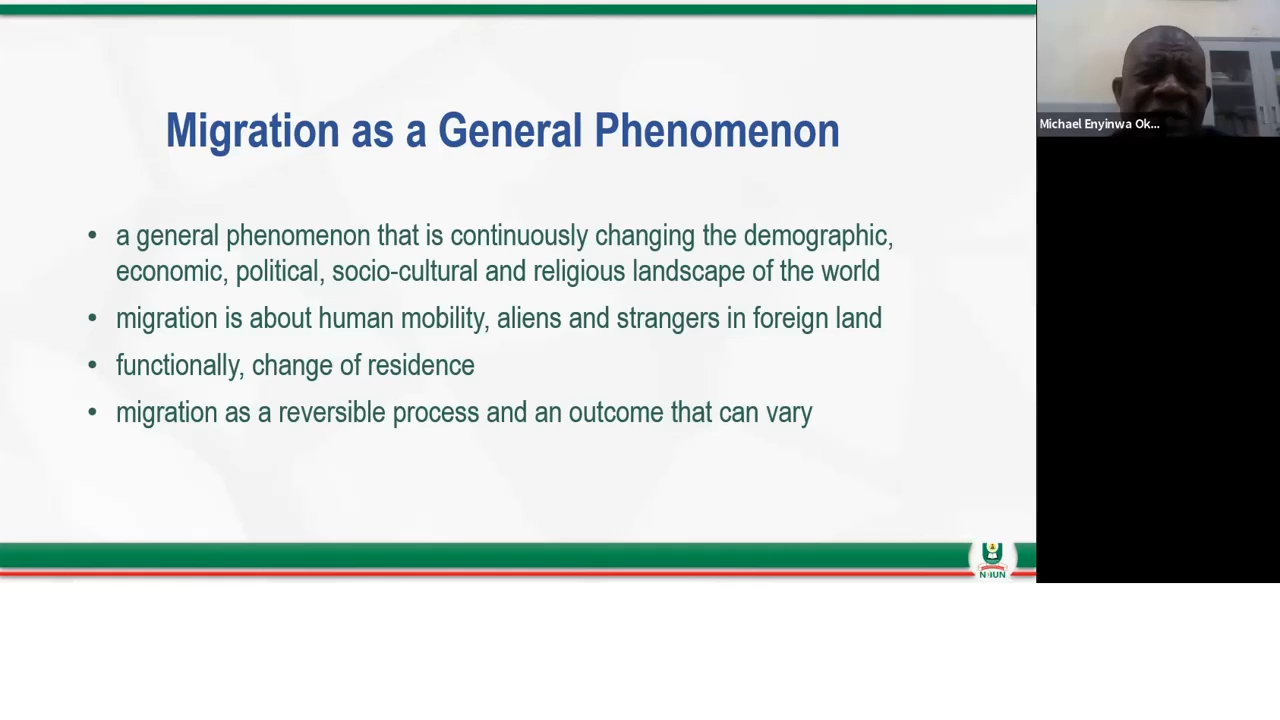 Migration as a General Phenomenon
• a general phenomenon that is continuously changing the demographic,
economic, political, socio-cultural and religious landscape of the world
• migration is about human mobility, aliens and strangers in foreign land
• functionally, change of residence
• migration as a reversible process and an outcome that can vary
Michael Enyinwa Ok...
NOUN